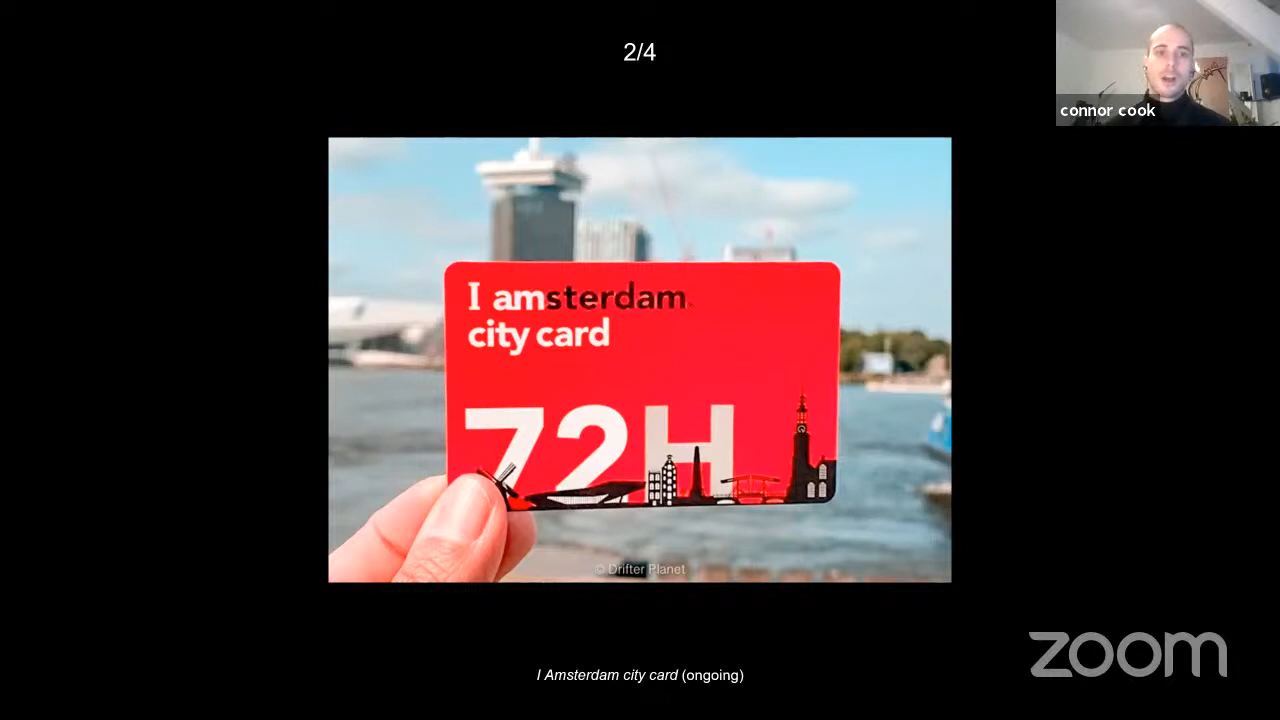 2/4
connor cook
I amsterdam.
city card
72H
© Drifter Planet
zoom
I Amsterdam city card (ongoing)